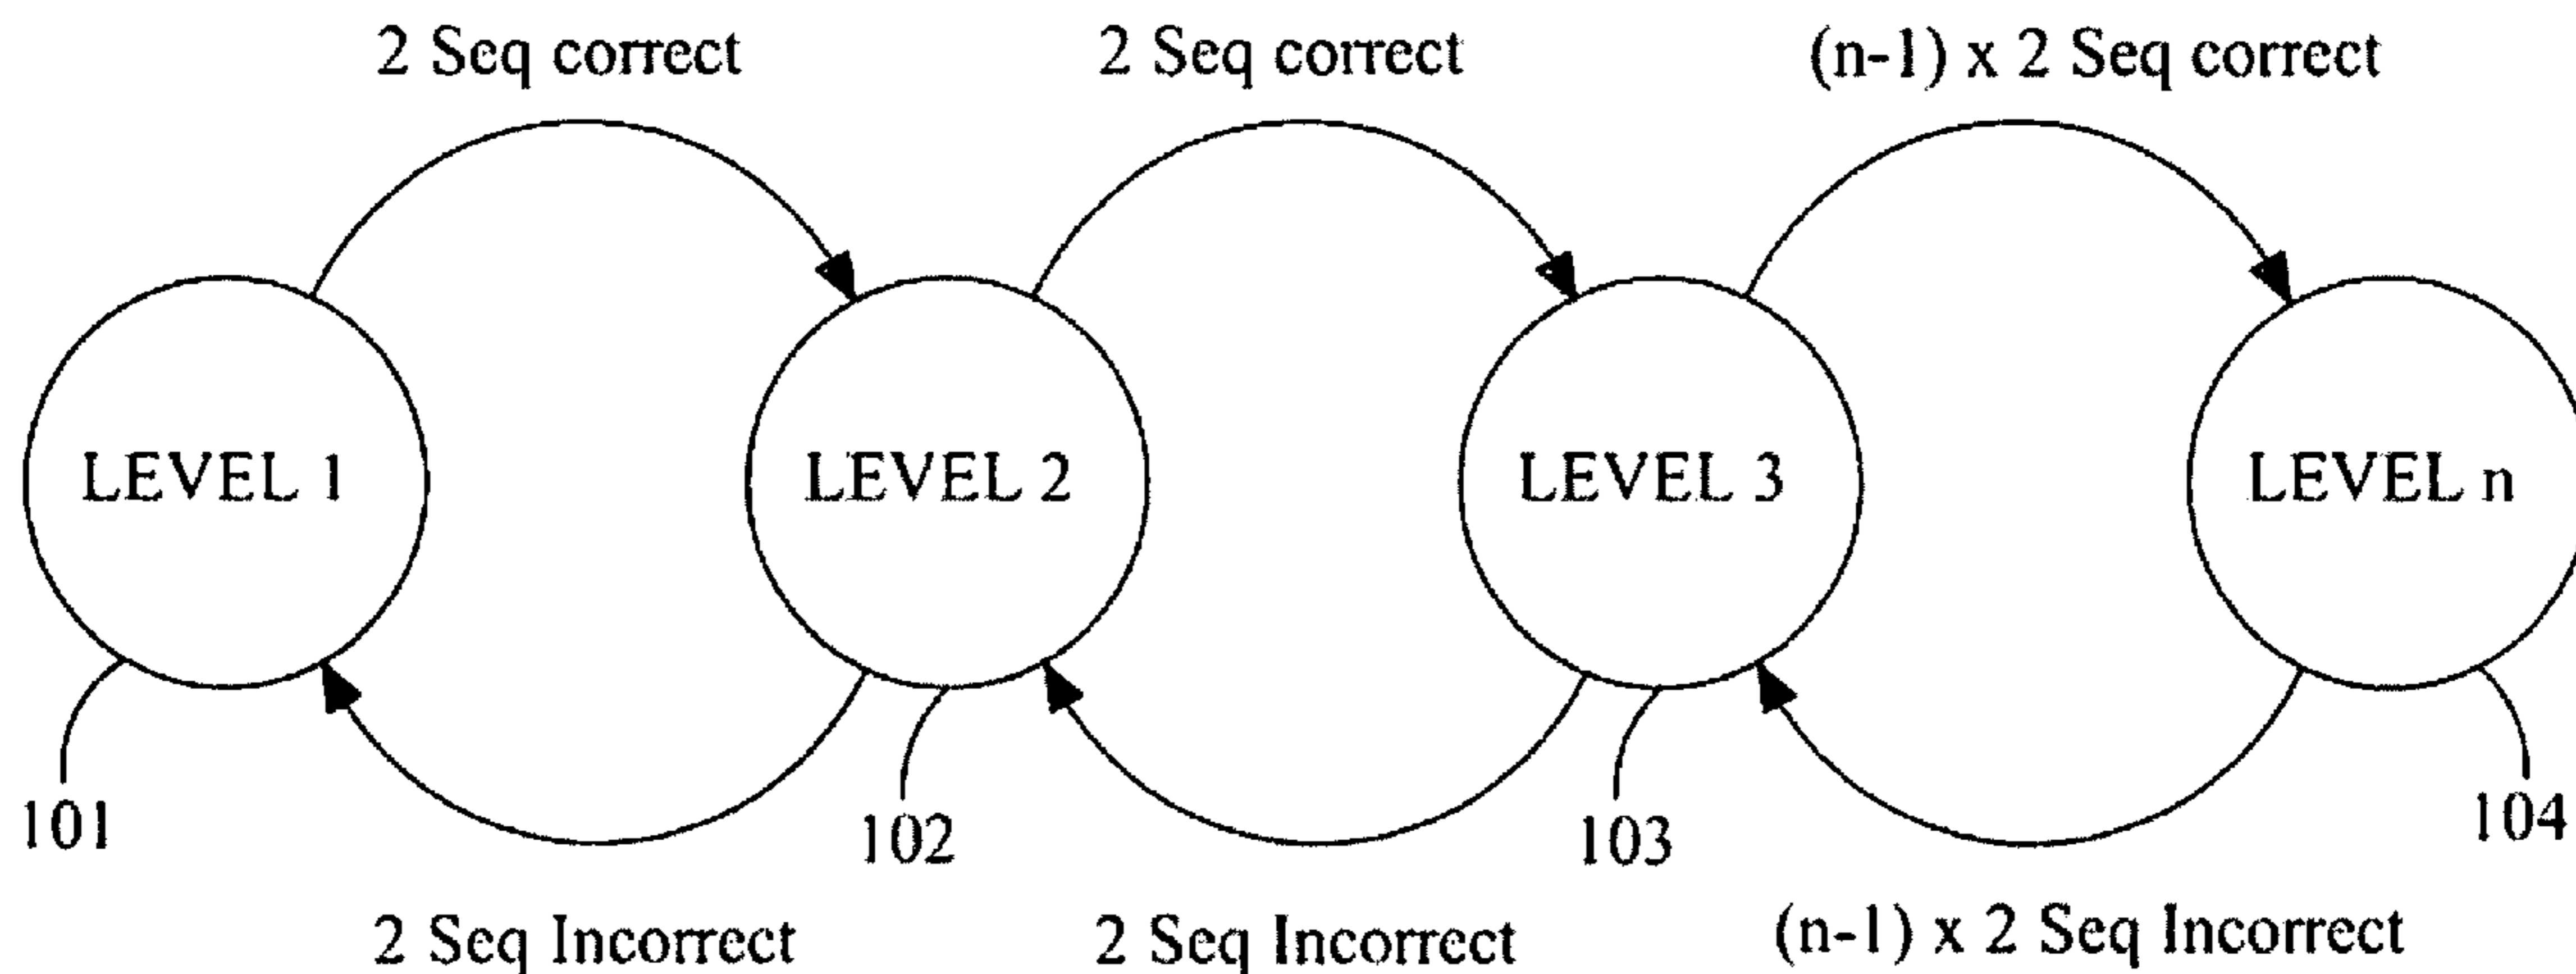 2 Seq correct
2 Seq correct
(n-1) x 2 Seq correct
LEVEL 1
LEVEL 2
LEVEL 3
LEVEL n
101
102
103
104
2 Seq Incorrect
2 Seq Incorrect
(n-1) x 2 Seq Incorrect